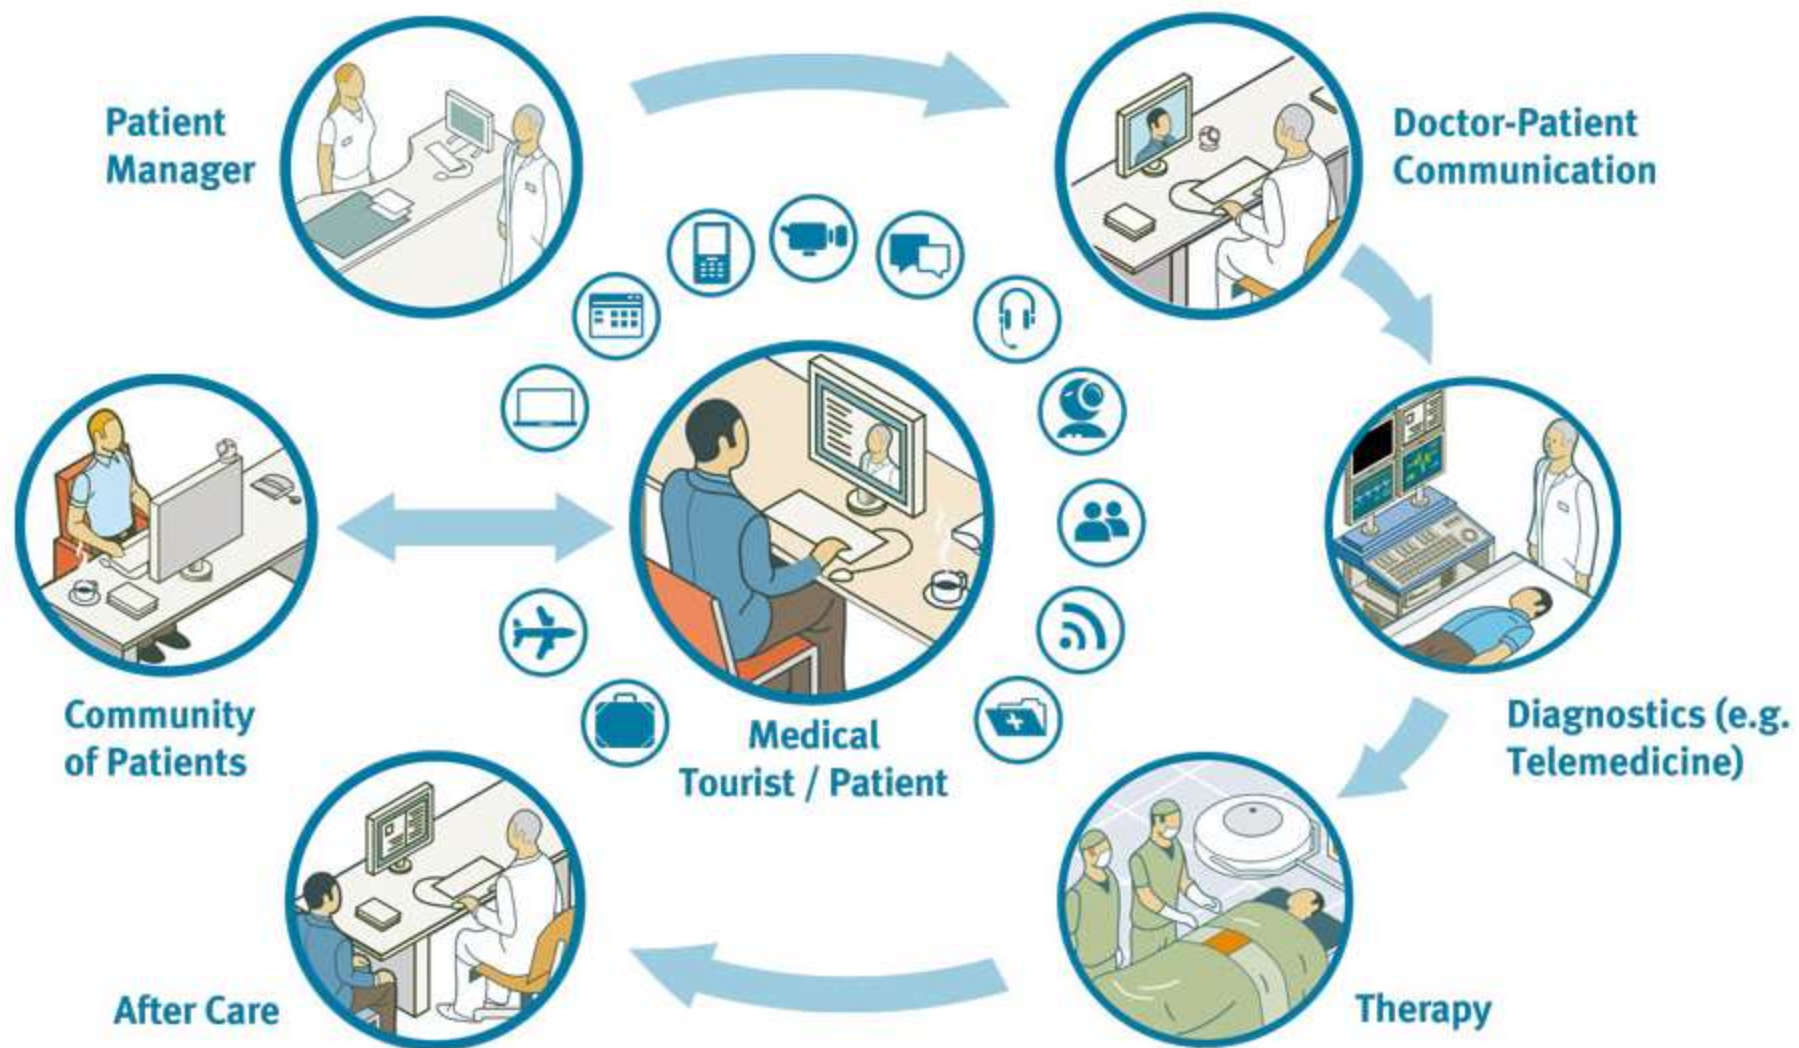 Patient
Manager
Doctor-Patient
Communication
Community
of Patients
Medical
Tourist / Patient
Diagnostics (e.g.
Telemedicine)
After Care
Therapy